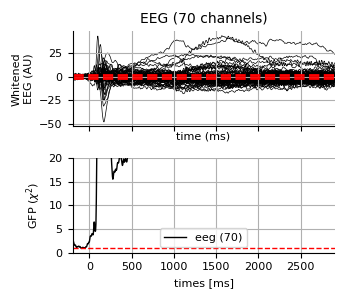 EEG (70 channels)
Whitened
EEG (AU)
25
0
−25
−50
time (ms)
GFP (χ²)
20
15
10
5
0
eeg (70)
0
500
1000
1500
2000
2500
times [ms]